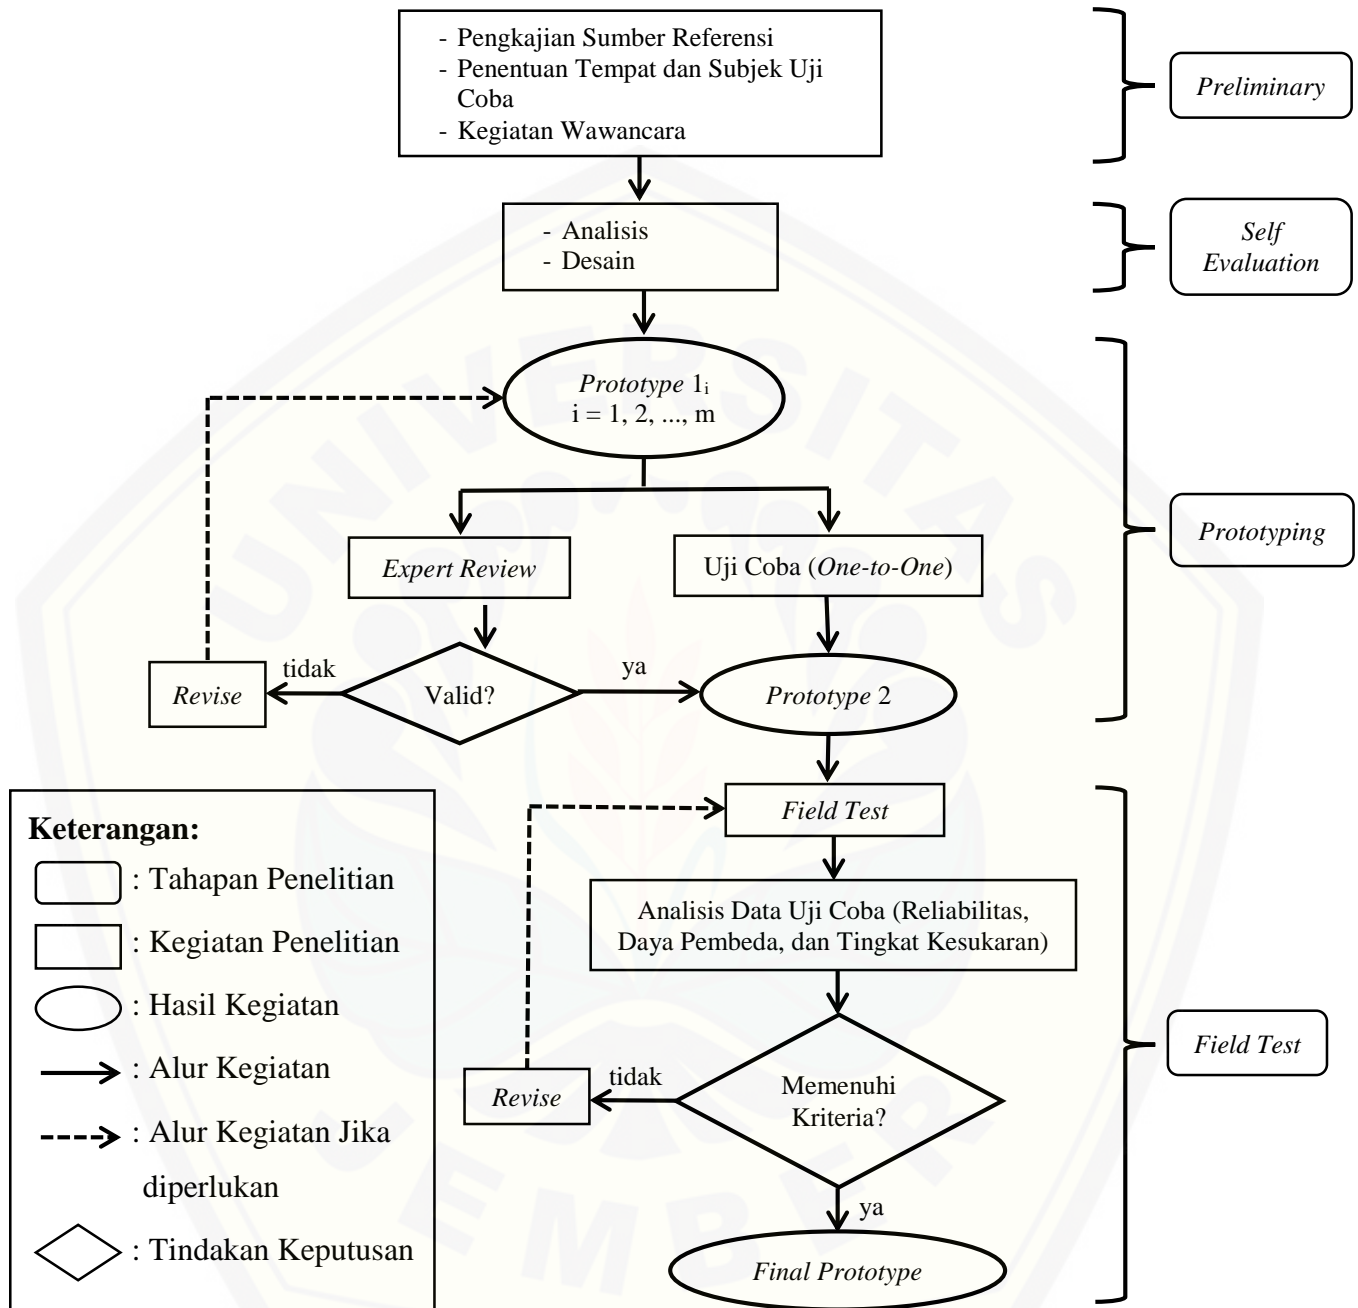 - Pengkajian Sumber Referensi
- Penentuan Tempat dan Subjek Uji
Coba
- Kegiatan Wawancara
Preliminary
- Analisis
- Desain
Self
Evaluation
Prototype 1i
i = 1, 2, ..., m
Expert Review
Uji Coba (One-to-One)
Prototyping
Revise
tidak
Valid?
ya
Prototype 2
Field Test
Analisis Data Uji Coba (Reliabilitas,
Daya Pembeda, dan Tingkat Kesukaran)
Revise
tidak
Memenuhi
Kriteria?
Field Test
ya
Final Prototype
Keterangan:
: Tahapan Penelitian
: Kegiatan Penelitian
: Hasil Kegiatan
: Alur Kegiatan
: Alur Kegiatan Jika
diperlukan
: Tindakan Keputusan
UNIVERSITAS
JEMBER